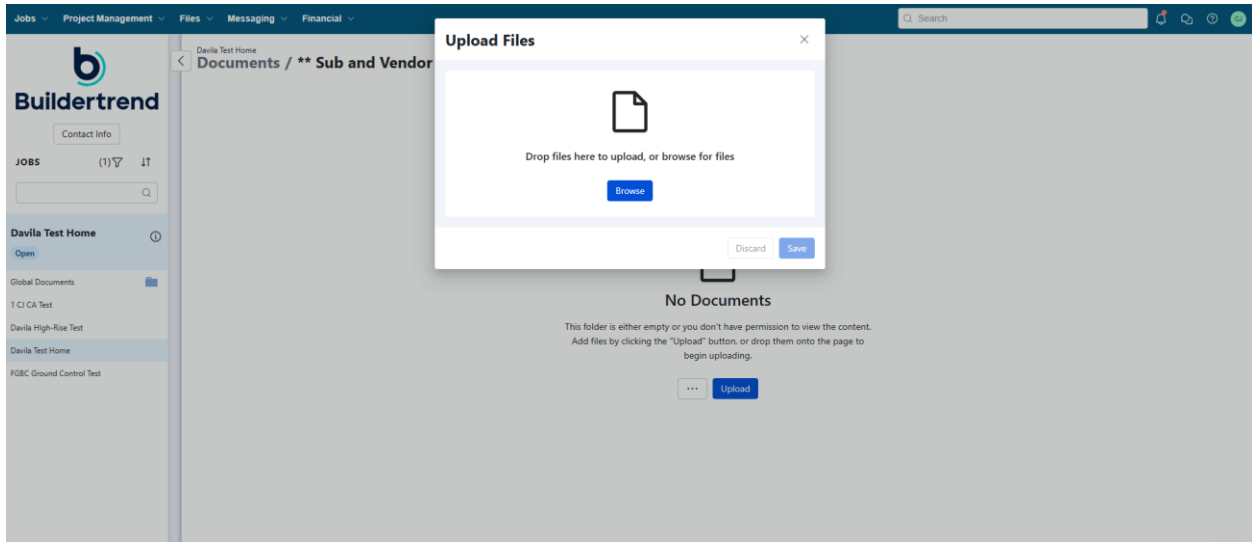 Jobs Project Management Files Messaging Financial Search CJ
Buildertrend
Contact Info
JOBS (1)
Davila Test Home
Open
Global Documents
1 CJ CA Test
Davila High-Rise Test
Davila Test Home
FGBC Ground Control Test
Davila Test Home
Documents / ** Sub and Vendor
Upload Files
Drop files here to upload, or browse for files
Browse
Discard Save
No Documents
This folder is either empty or you don't have permission to view the content.
Add files by clicking the "Upload" button, or drop them onto the page to
begin uploading.
... Upload